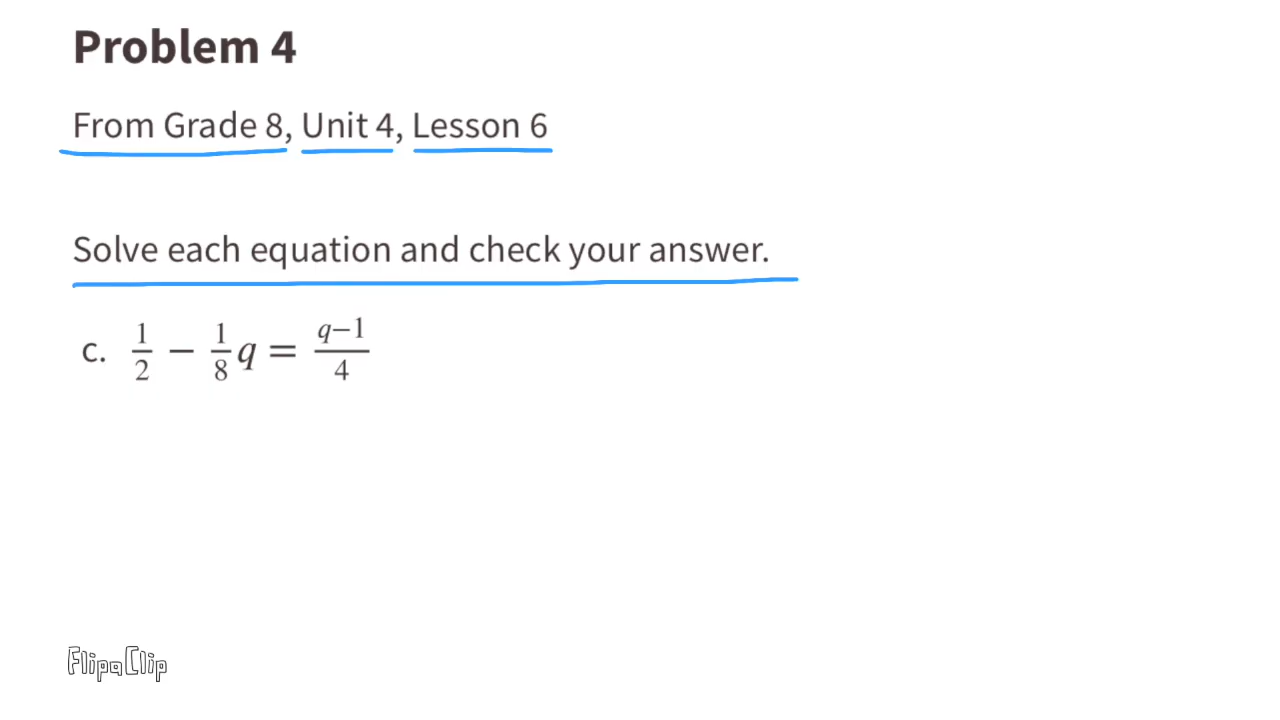 Problem 4
From Grade 8, Unit 4, Lesson 6
Solve each equation and check your answer.
c. 1/2 − 1/8 q = (q−1)/4
FlipaClip